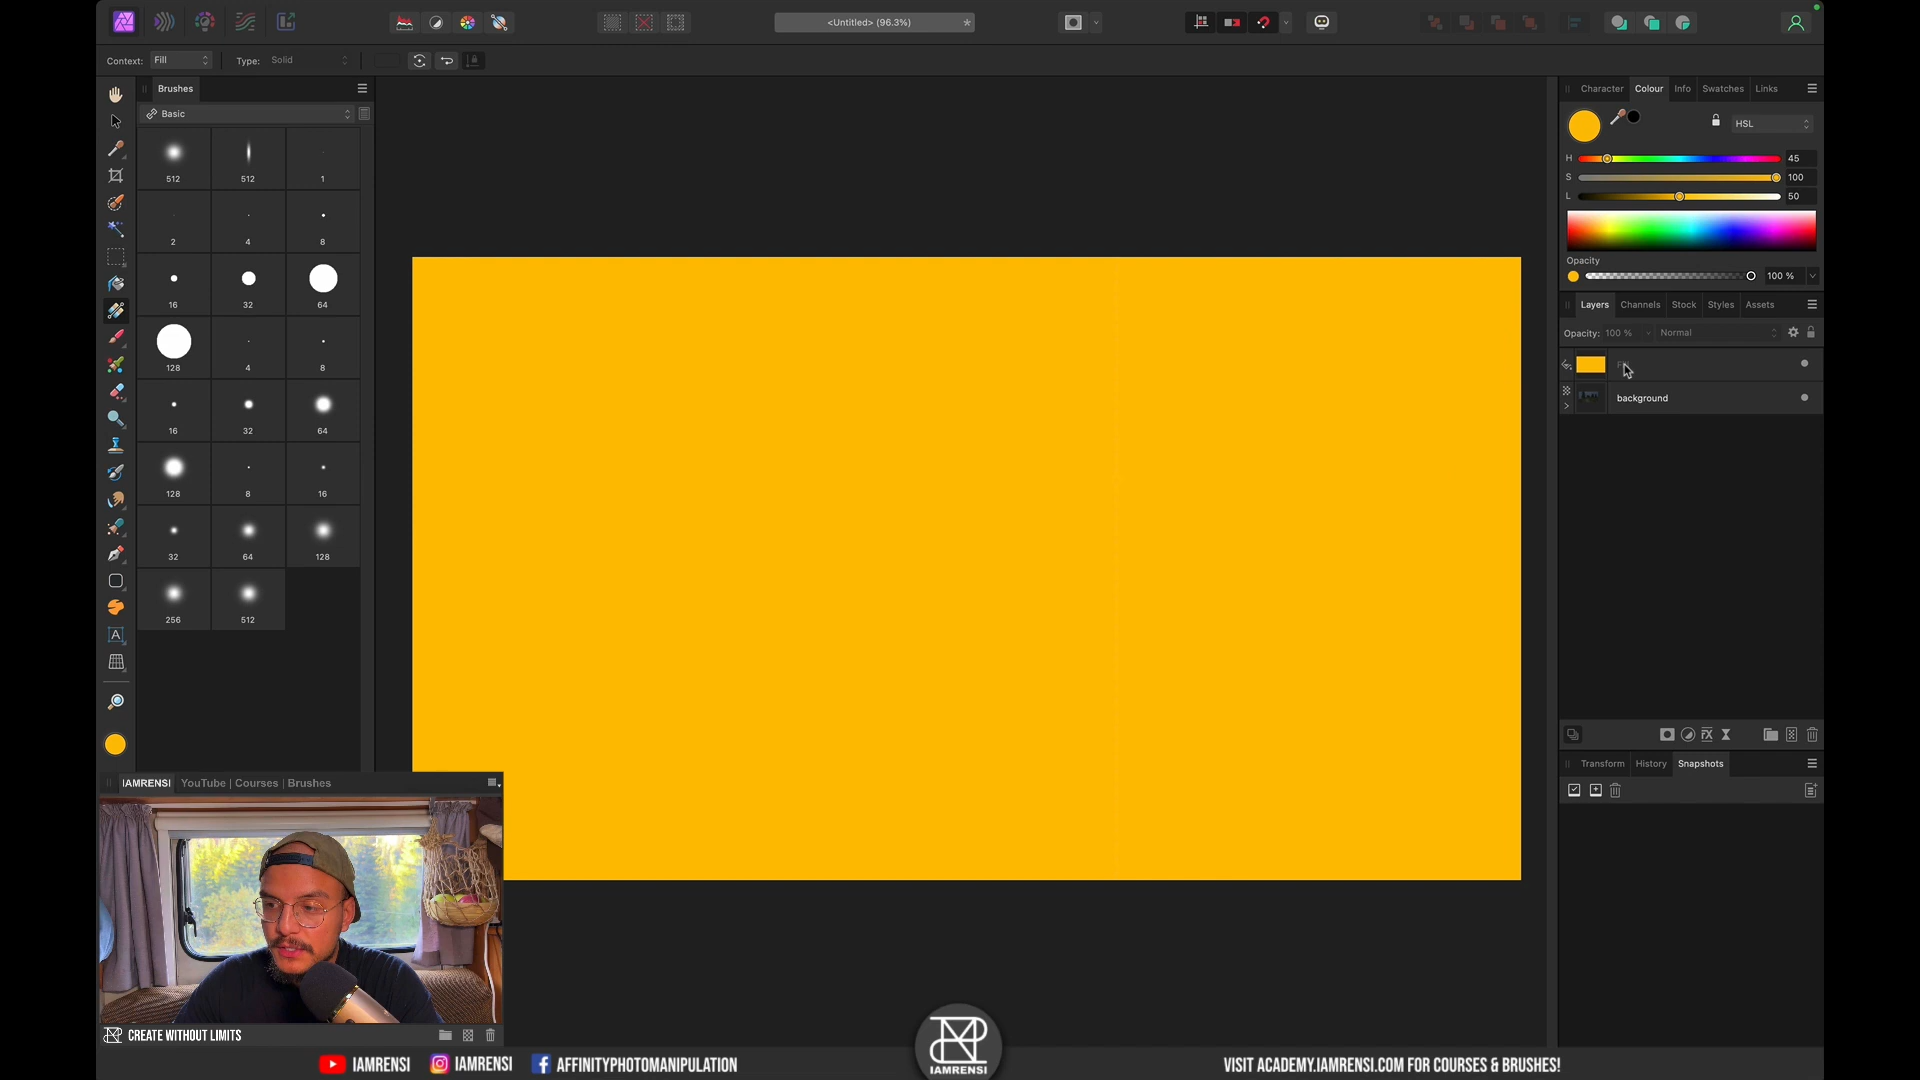 <Untitled> (96.3%)
*
Context: Fill
Type: Solid
Brushes
Basic
512
512
1
2
4
8
16
32
64
128
4
8
16
32
64
128
8
16
32
64
128
256
512
Character
Colour
Info
Swatches
Links
HSL
H
45
S
100
L
50
Opacity
100 %
Layers
Channels
Stock
Styles
Assets
Opacity: 100 %
Normal
background
Transform
History
Snapshots
IAMRENSI
YouTube | Courses | Brushes
CREATE WITHOUT LIMITS
IAMRENSI
IAMRENSI
AFFINITYPHOTOMANIPULATION
IAMRENSI
VISIT ACADEMY.IAMRENSI.COM FOR COURSES & BRUSHES!